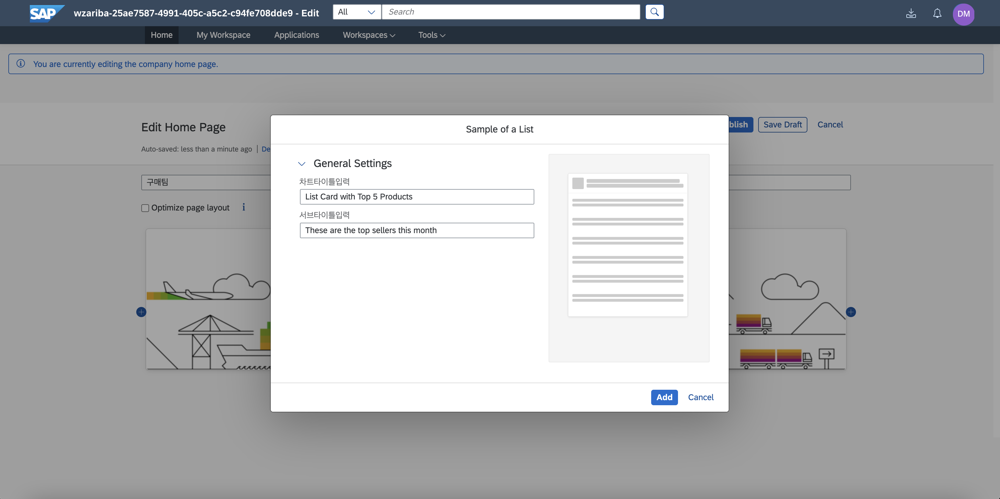 SAP
wzariba-25ae7587-4991-405c-a5c2-c94fe708dde9 - Edit
All
Search
DM
Home
My Workspace
Applications
Workspaces
Tools
You are currently editing the company home page.
Edit Home Page
blish
Save Draft
Cancel
Auto-saved: less than a minute ago
De
구매팀
Optimize page layout
Sample of a List
General Settings
차트타이틀입력
List Card with Top 5 Products
서브타이틀입력
These are the top sellers this month
Add
Cancel